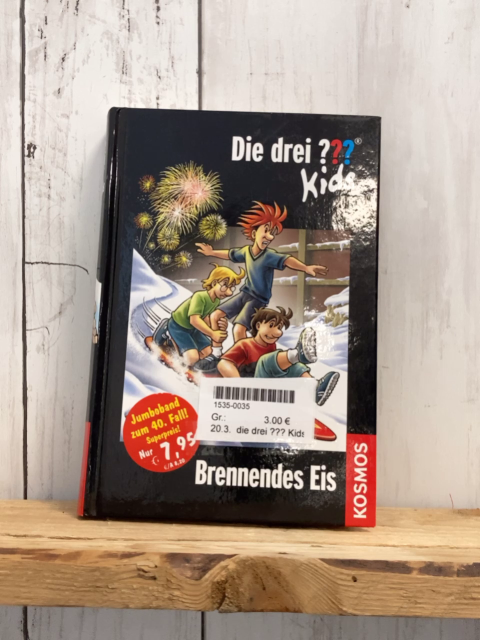 Die drei ???®
Kids
1535-0035
Gr.: 3.00 €
20.3. die drei ??? Kids
Jumboband
zum 40. Fall!
Superpreis!
Nur 7,95
Brennendes Eis
KOSMOS